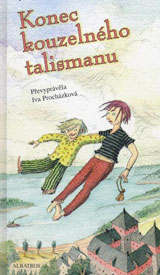 Konec
kouzelného
talismanu
Převyprávěla
Iva Procházková
ALBATROS